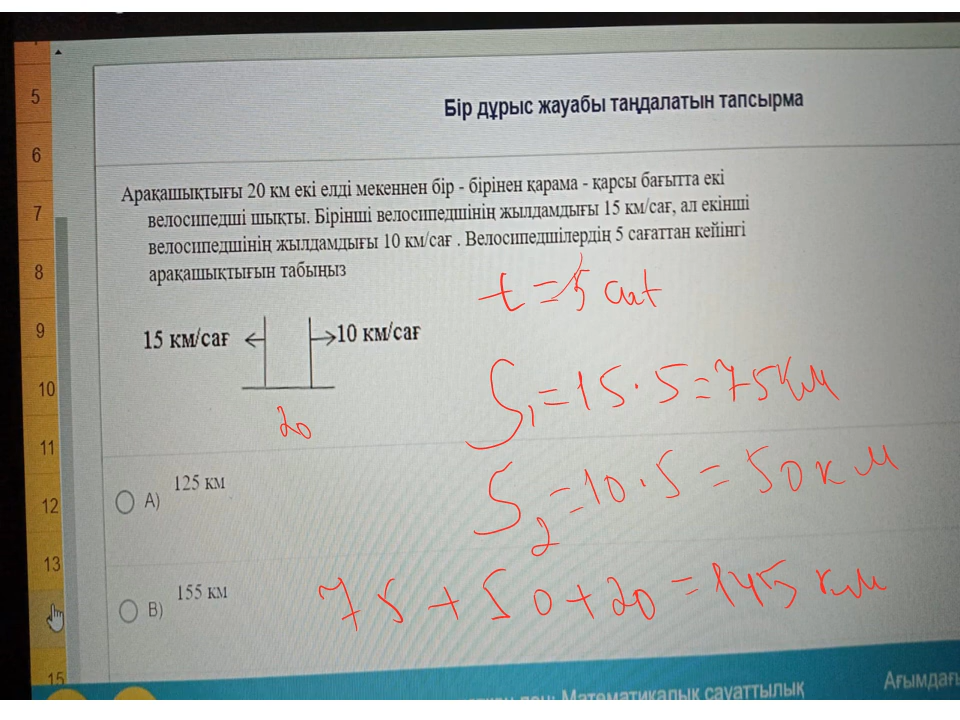 5
6
7
8
9
10
11
12
13
15
Бір дұрыс жауабы таңдалатын тапсырма
Арақашықтығы 20 км екі елді мекеннен бір - бірінен қарама - қарсы бағытта екі
велосипедші шықты. Бірінші велосипедшінің жылдамдығы 15 км/сағ, ал екінші
велосипедшінің жылдамдығы 10 км/сағ . Велосипедшілердің 5 сағаттан кейінгі
арақашықтығын табыңыз
t = 5 сат
15 км/сағ 10 км/сағ
20
S₁ = 15 · 5 = 75 км
S₂ = 10 · 5 = 50 км
A) 125 км
B) 155 км
75 + 50 + 20 = 145 км
Математикалық сауаттылық